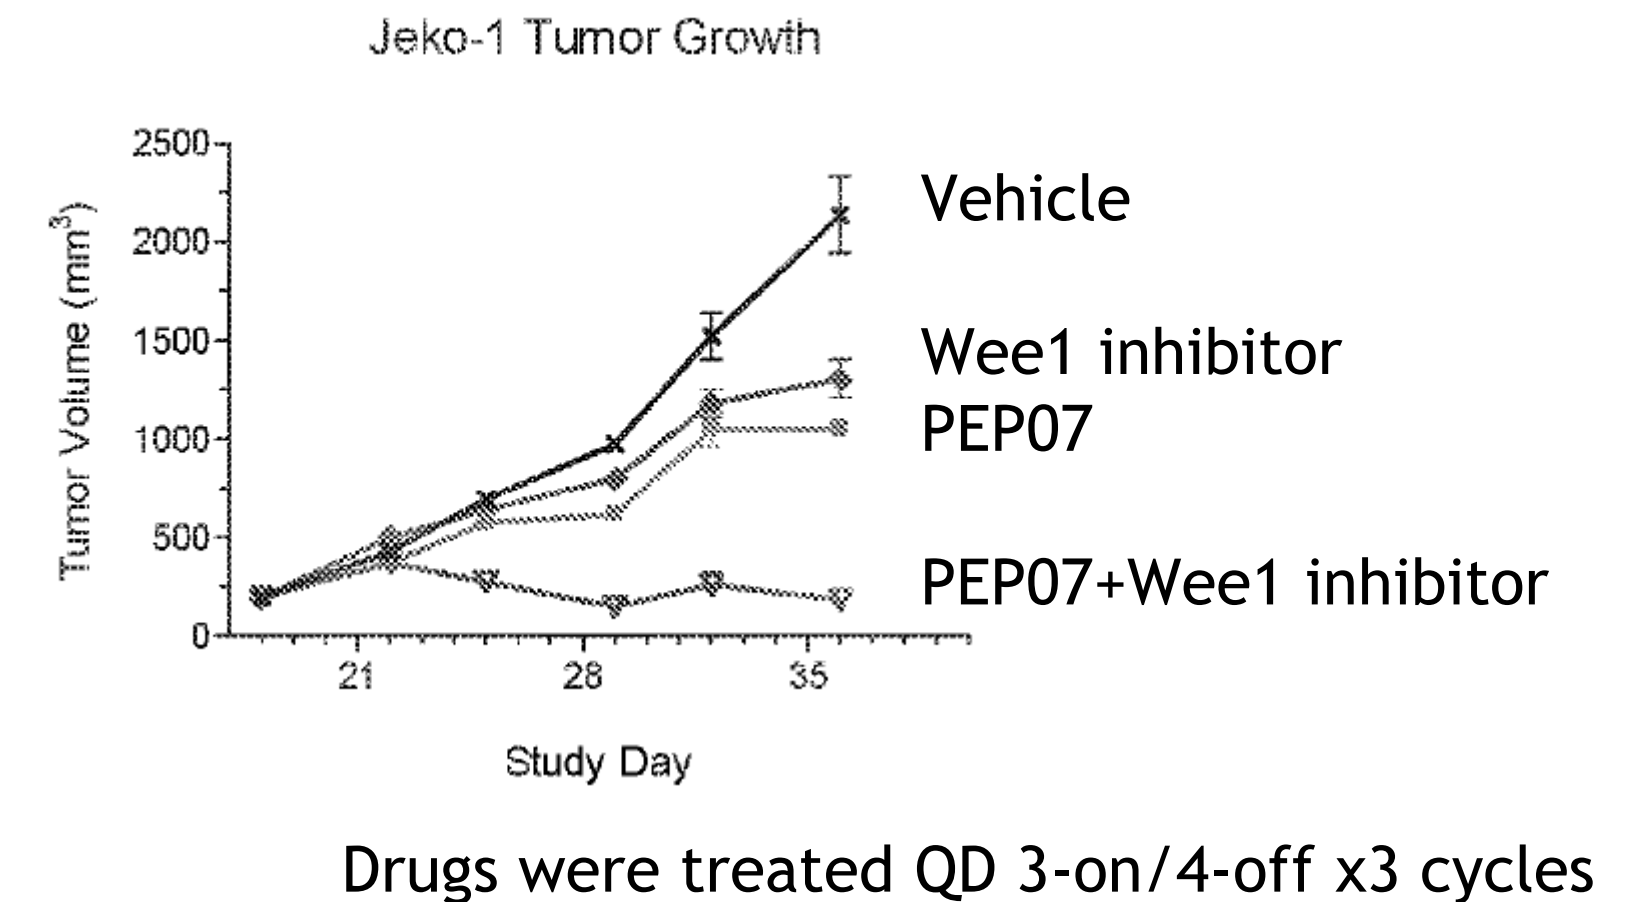 Jeko-1 Tumor Growth
2500
2000
1500
1000
500
0
Tumor Volume (mm³)
21 28 35
Study Day
Vehicle
Wee1 inhibitor
PEP07
PEP07+Wee1 inhibitor
Drugs were treated QD 3-on/4-off x3 cycles